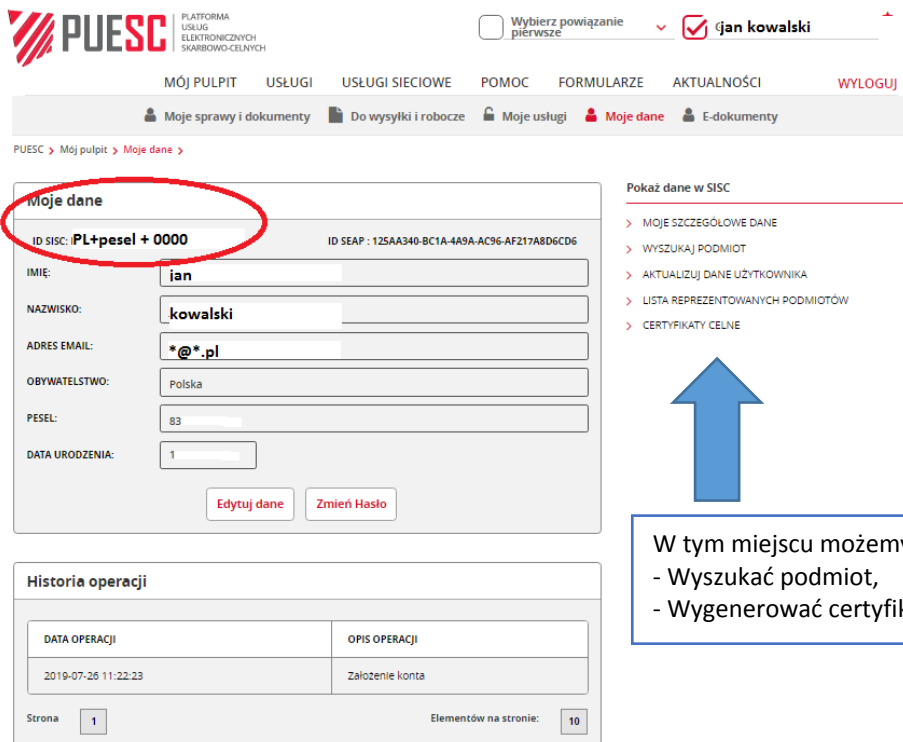 PUESC
PLATFORMA
USŁUG
ELEKTRONICZNYCH
SKARBOWO-CELNYCH
Wybierz powiązanie
pierwsze
jan kowalski
MÓJ PULPIT USŁUGI USŁUGI SIECIOWE POMOC FORMULARZE AKTUALNOŚCI WYLOGUJ
Moje sprawy i dokumenty Do wysyłki i robocze Moje usługi Moje dane E-dokumenty
PUESC > Mój pulpit > Moje dane >
Moje dane
ID SISC: PL+pesel + 0000 ID SEAP : 125AA340-BC1A-4A9A-AC96-AF217A8D6CD6
IMIĘ: jan
NAZWISKO: kowalski
ADRES EMAIL: *@*.pl
OBYWATELSTWO: Polska
PESEL: 83
DATA URODZENIA: 1
Edytuj dane Zmień Hasło
Pokaż dane w SISC
> MOJE SZCZEGÓŁOWE DANE
> WYSZUKAJ PODMIOT
> AKTUALIZUJ DANE UŻYTKOWNIKA
> LISTA REPREZENTOWANYCH PODMIOTÓW
> CERTYFIKATY CELNE
W tym miejscu możemy
- Wyszukać podmiot,
- Wygenerować certyfik
Historia operacji
DATA OPERACJI OPIS OPERACJI
2019-07-26 11:22:23 Założenie konta
Strona 1 Elementów na stronie: 10